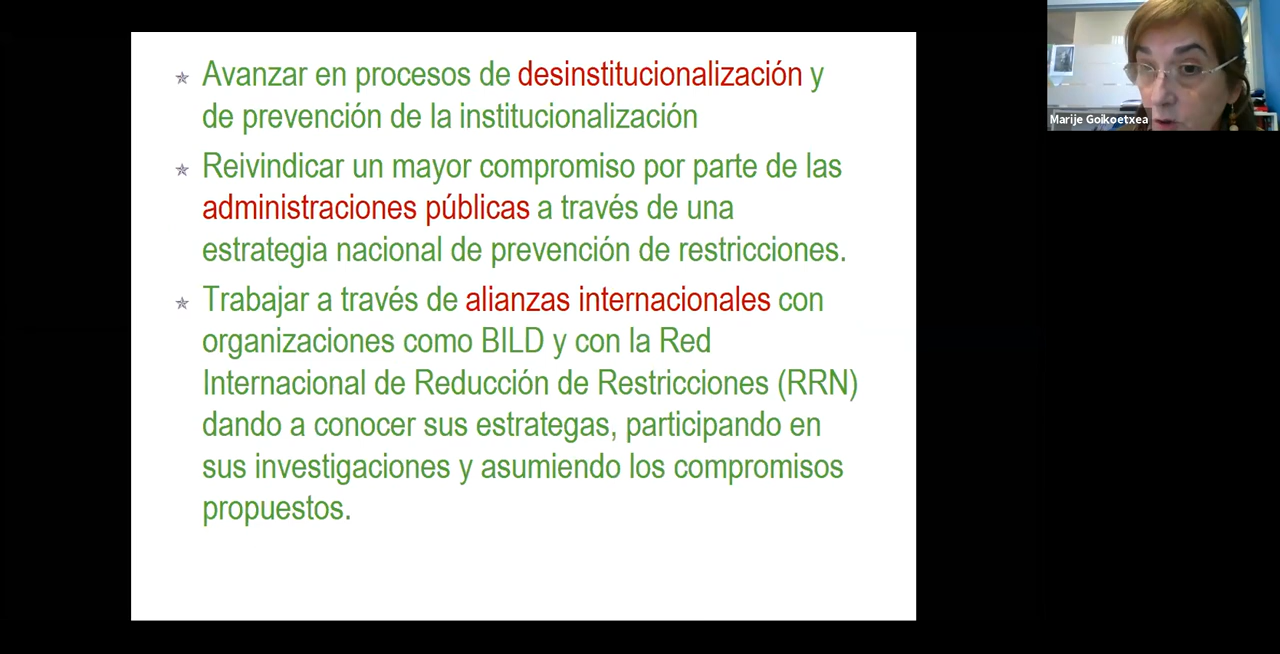 Avanzar en procesos de desinstitucionalización y
de prevención de la institucionalización
Reivindicar un mayor compromiso por parte de las
administraciones públicas a través de una
estrategia nacional de prevención de restricciones.
Trabajar a través de alianzas internacionales con
organizaciones como BILD y con la Red
Internacional de Reducción de Restricciones (RRN)
dando a conocer sus estrategas, participando en
sus investigaciones y asumiendo los compromisos
propuestos.
Marije Goikoetxea